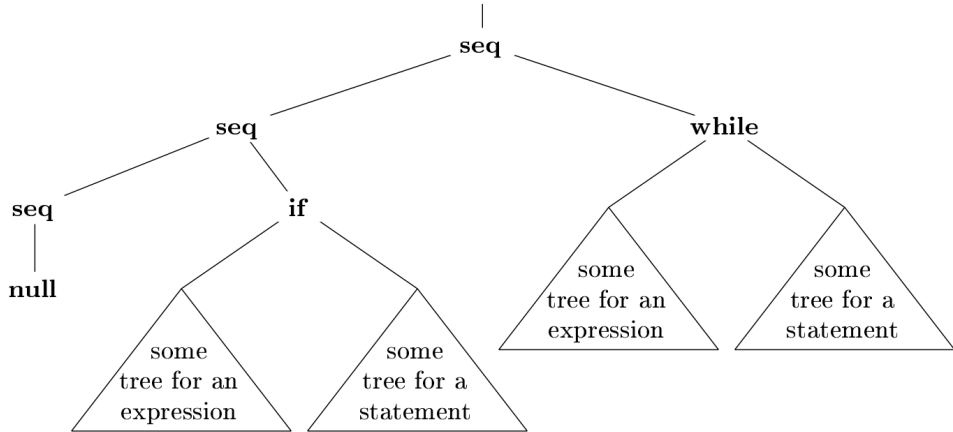 seq
seq
while
seq
if
null
some
tree for an
expression
some
tree for a
statement
some
tree for an
expression
some
tree for a
statement